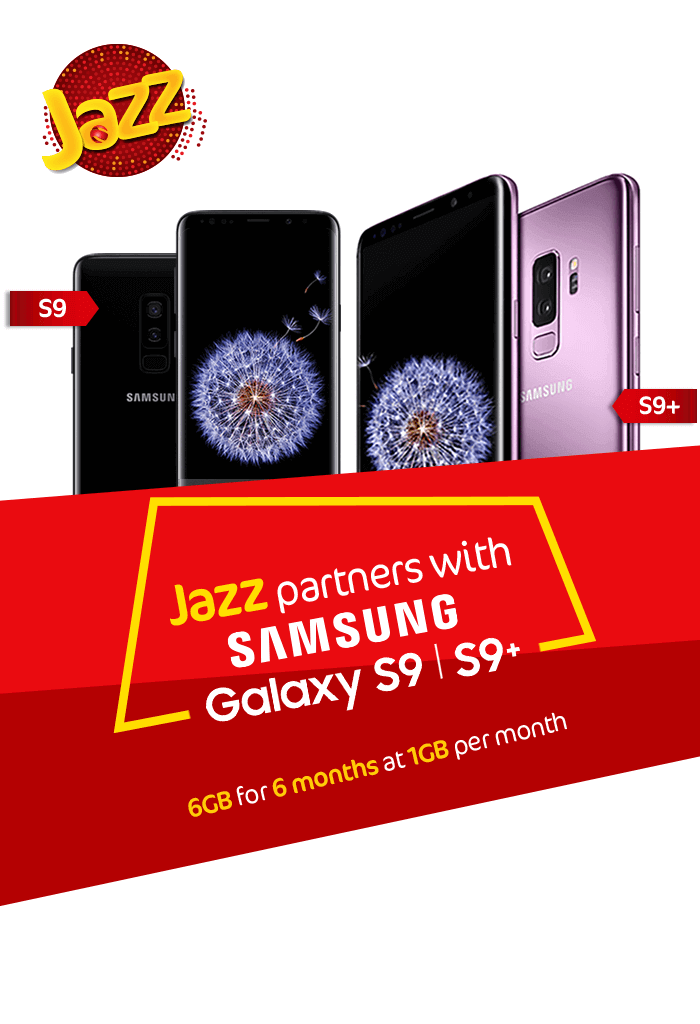 Jazz
S9
SAMSUN
SAMSUNG
S9+
Jazz partners with
SAMSUNG
Galaxy S9 | S9+
6GB for 6 months at 1GB per month